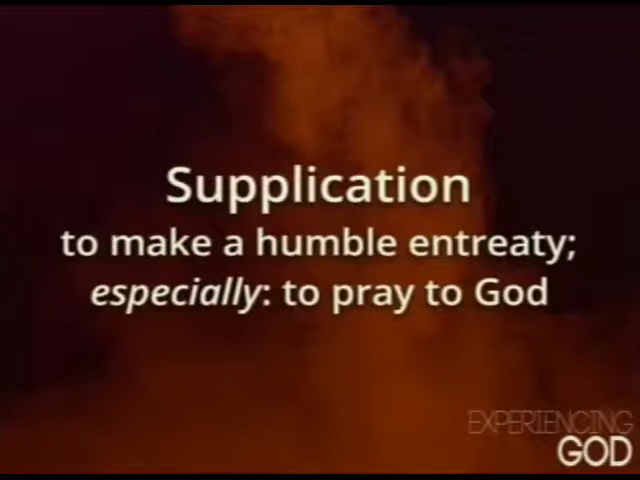 Supplication
to make a humble entreaty;
especially: to pray to God
EXPERIENCING
GOD